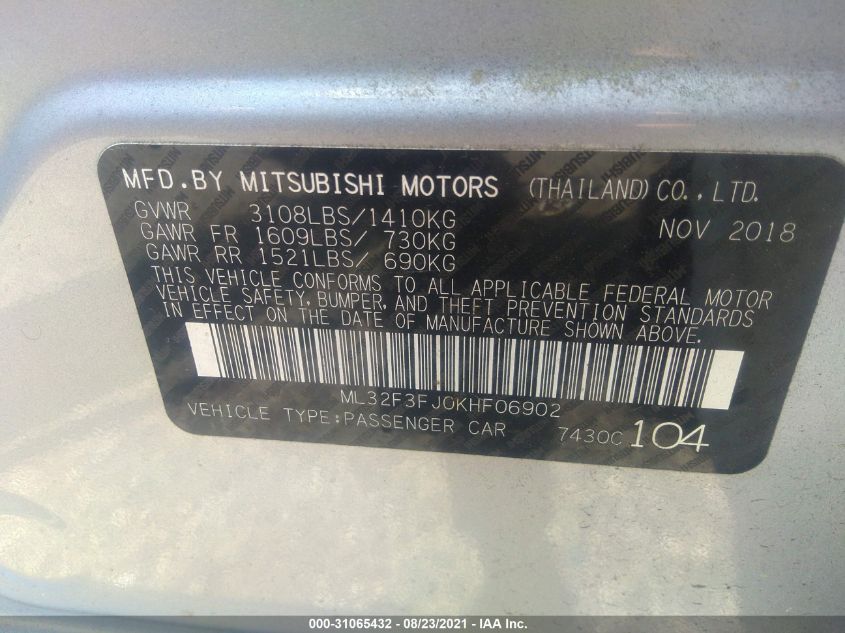 MFD.BY MITSUBISHI MOTORS (THAILAND) CO., LTD.
GVWR 3108LBS/1410KG NOV 2018
GAWR FR 1609LBS/ 730KG
GAWR RR 1521LBS/ 690KG
THIS VEHICLE CONFORMS TO ALL APPLICABLE FEDERAL MOTOR
VEHICLE SAFETY, BUMPER, AND THEFT PREVENTION STANDARDS
IN EFFECT ON THE DATE OF MANUFACTURE SHOWN ABOVE.
ML32F3FJ0KHF06902
VEHICLE TYPE:PASSENGER CAR 7430C 104
000-31065432 - 08/23/2021 - IAA Inc.